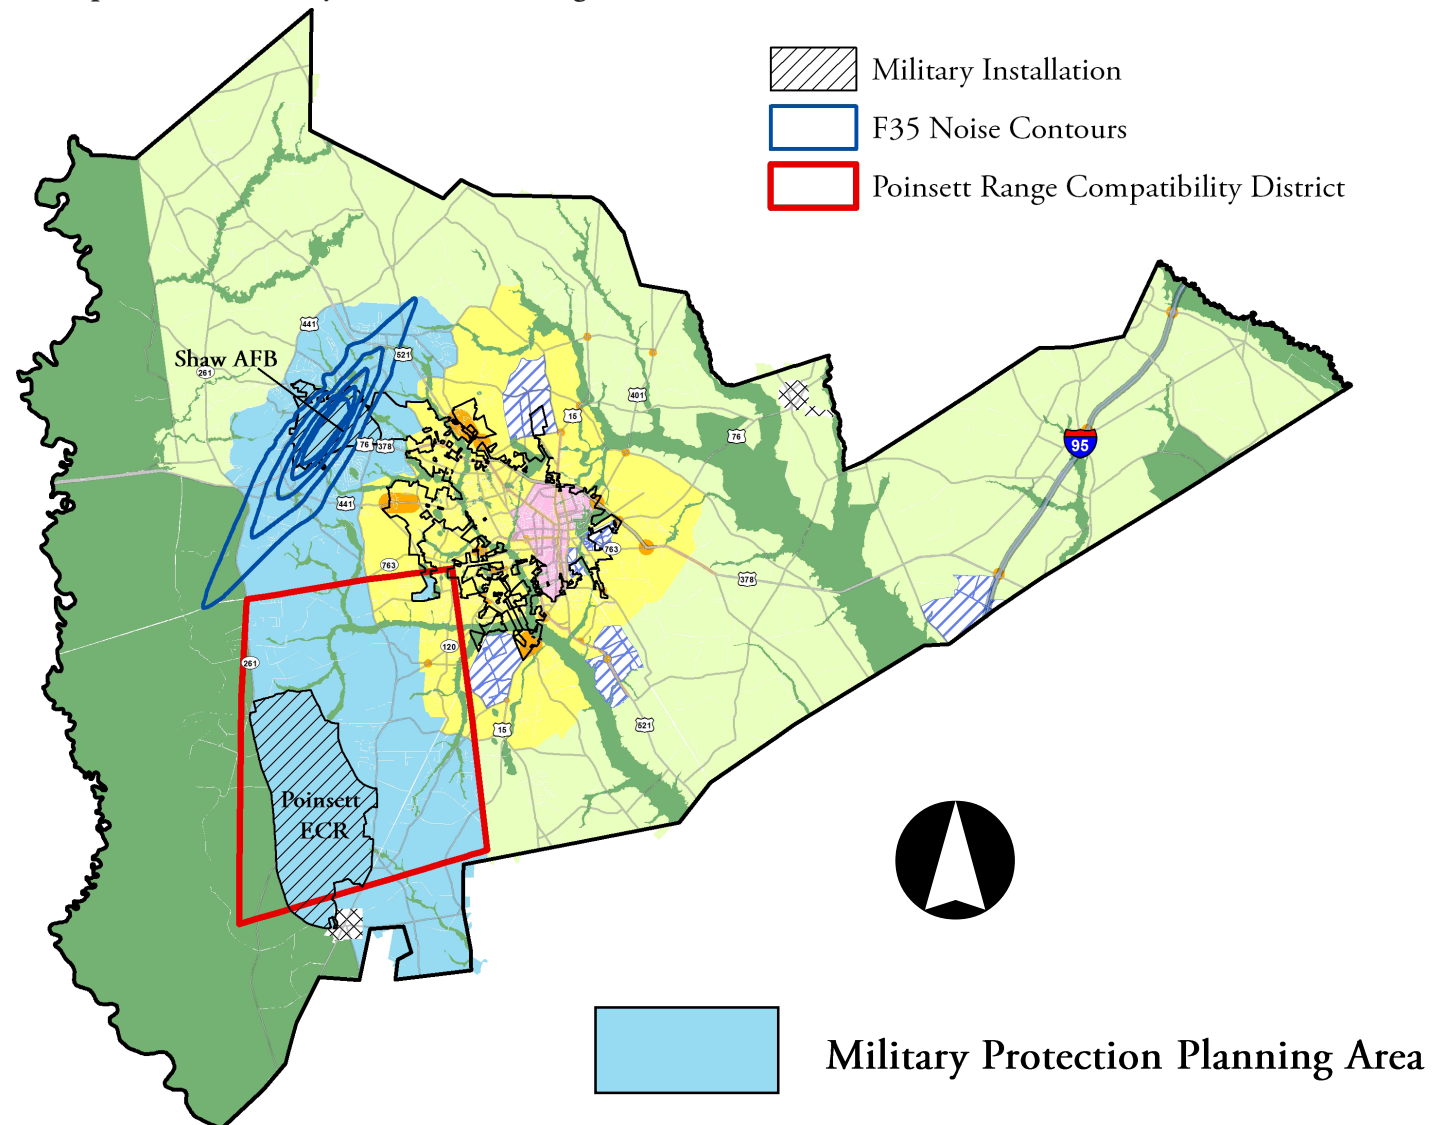 Military Installation
F35 Noise Contours
Poinsett Range Compatibility District
441
521
Shaw AFB
261
401
15
76
378
76
95
441
763
763
378
120
261
521
15
Poinsett
ECR
Military Protection Planning Area